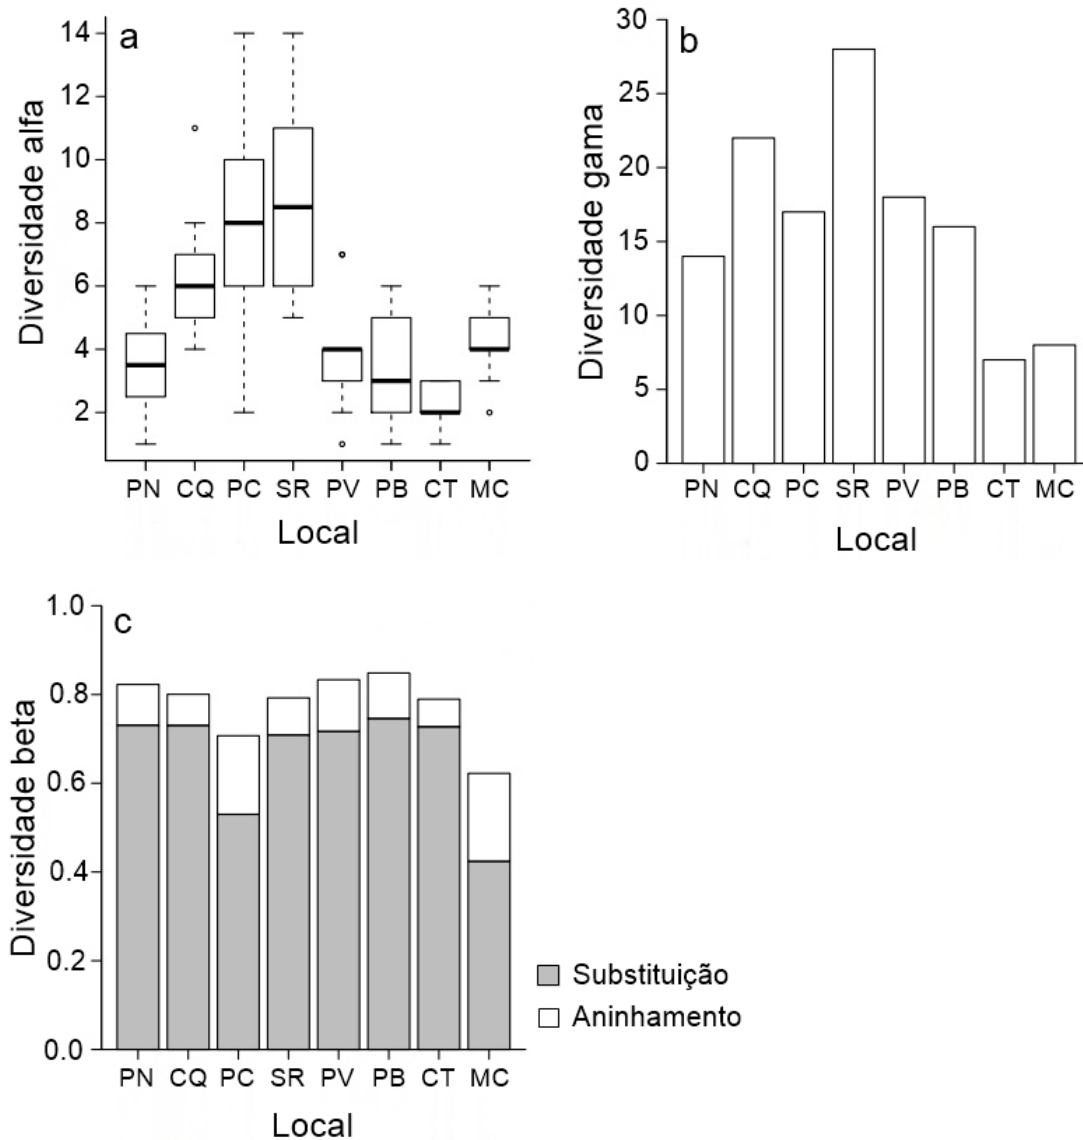 a
Diversidade alfa
14
12
10
8
6
4
2
PN CQ PC SR PV PB CT MC
Local
b
Diversidade gama
30
25
20
15
10
5
0
PN CQ PC SR PV PB CT MC
Local
c
Diversidade beta
1.0
0.8
0.6
0.4
0.2
0.0
PN CQ PC SR PV PB CT MC
Local
Substituição
Aninhamento